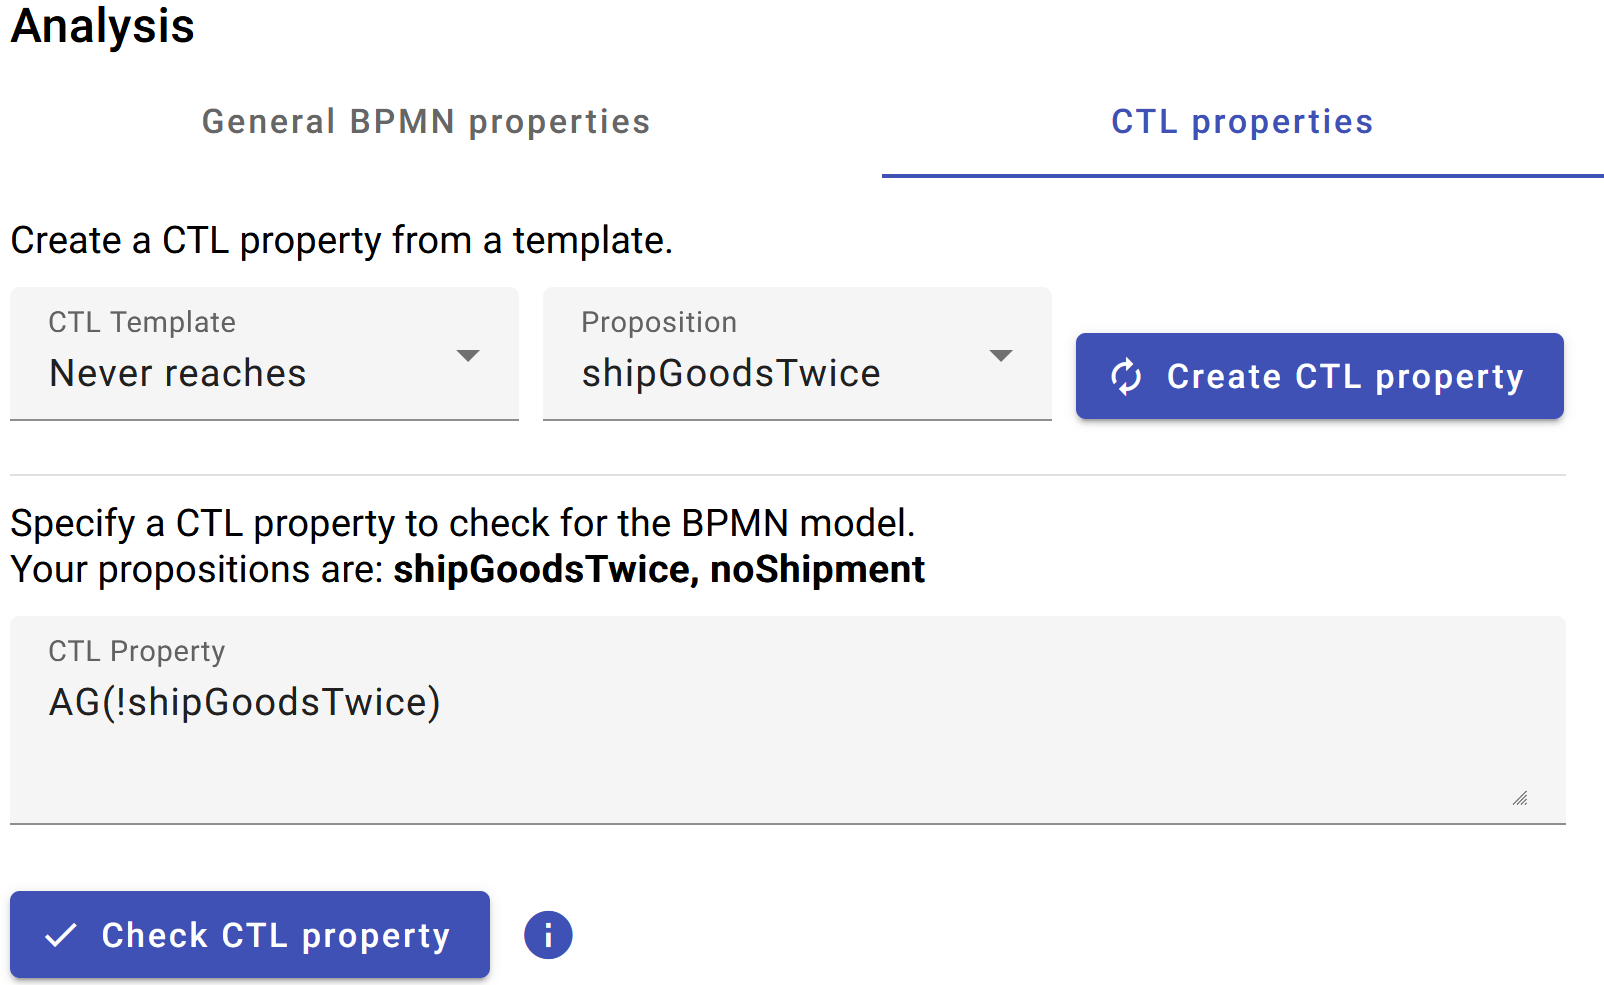 Analysis
General BPMN properties
CTL properties
Create a CTL property from a template.
CTL Template
Never reaches
Proposition
shipGoodsTwice
Create CTL property
Specify a CTL property to check for the BPMN model.
Your propositions are: shipGoodsTwice, noShipment
CTL Property
AG(!shipGoodsTwice)
Check CTL property
i